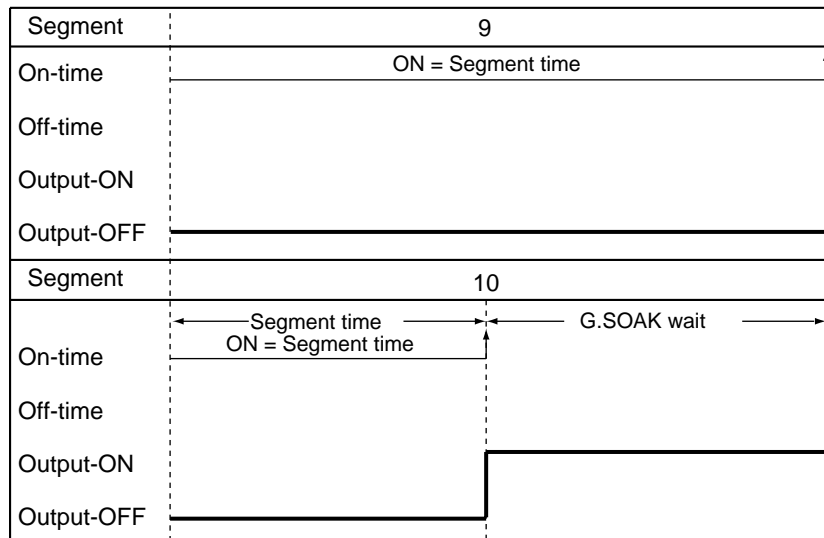 Segment 9
On-time ON = Segment time
Off-time
Output-ON
Output-OFF
Segment 10
Segment time G.SOAK wait
ON = Segment time
On-time
Off-time
Output-ON
Output-OFF